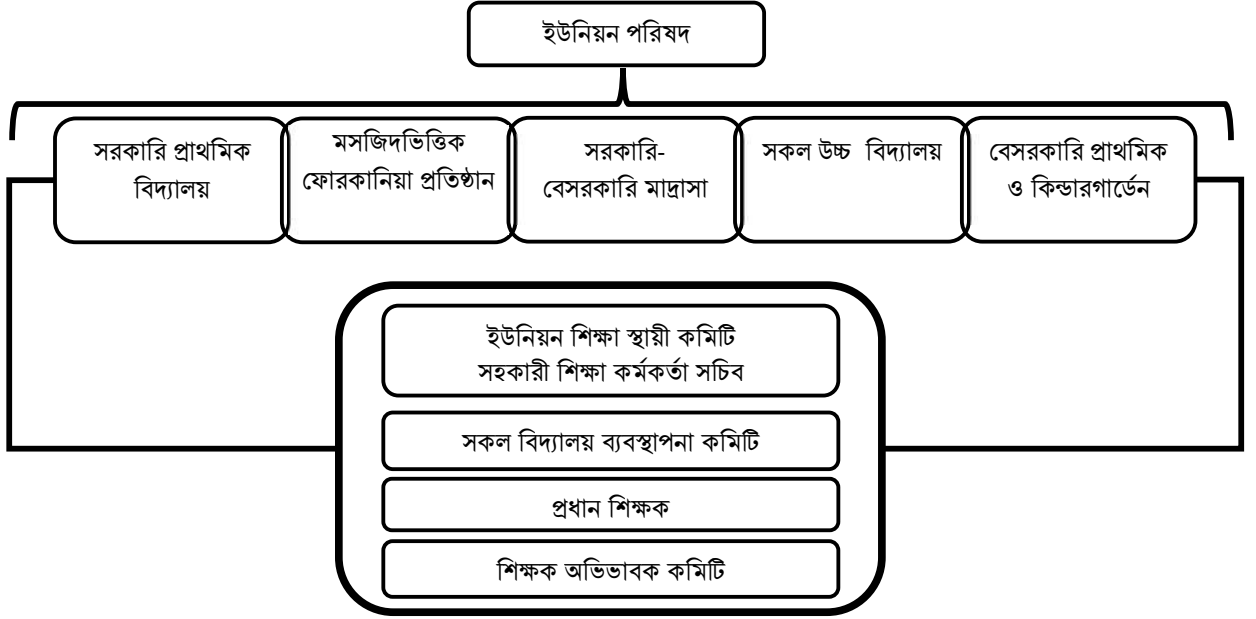 ইউনিয়ন পরিষদ
সরকারি প্রাথমিক
বিদ্যালয়
মসজিদভিত্তিক
ফোরকানিয়া প্রতিষ্ঠান
সরকারি-
বেসরকারি মাদ্রাসা
সকল উচ্চ বিদ্যালয়
বেসরকারি প্রাথমিক
ও কিন্ডারগার্ডেন
ইউনিয়ন শিক্ষা স্থায়ী কমিটি
সহকারী শিক্ষা কর্মকর্তা সচিব
সকল বিদ্যালয় ব্যবস্থাপনা কমিটি
প্রধান শিক্ষক
শিক্ষক অভিভাবক কমিটি